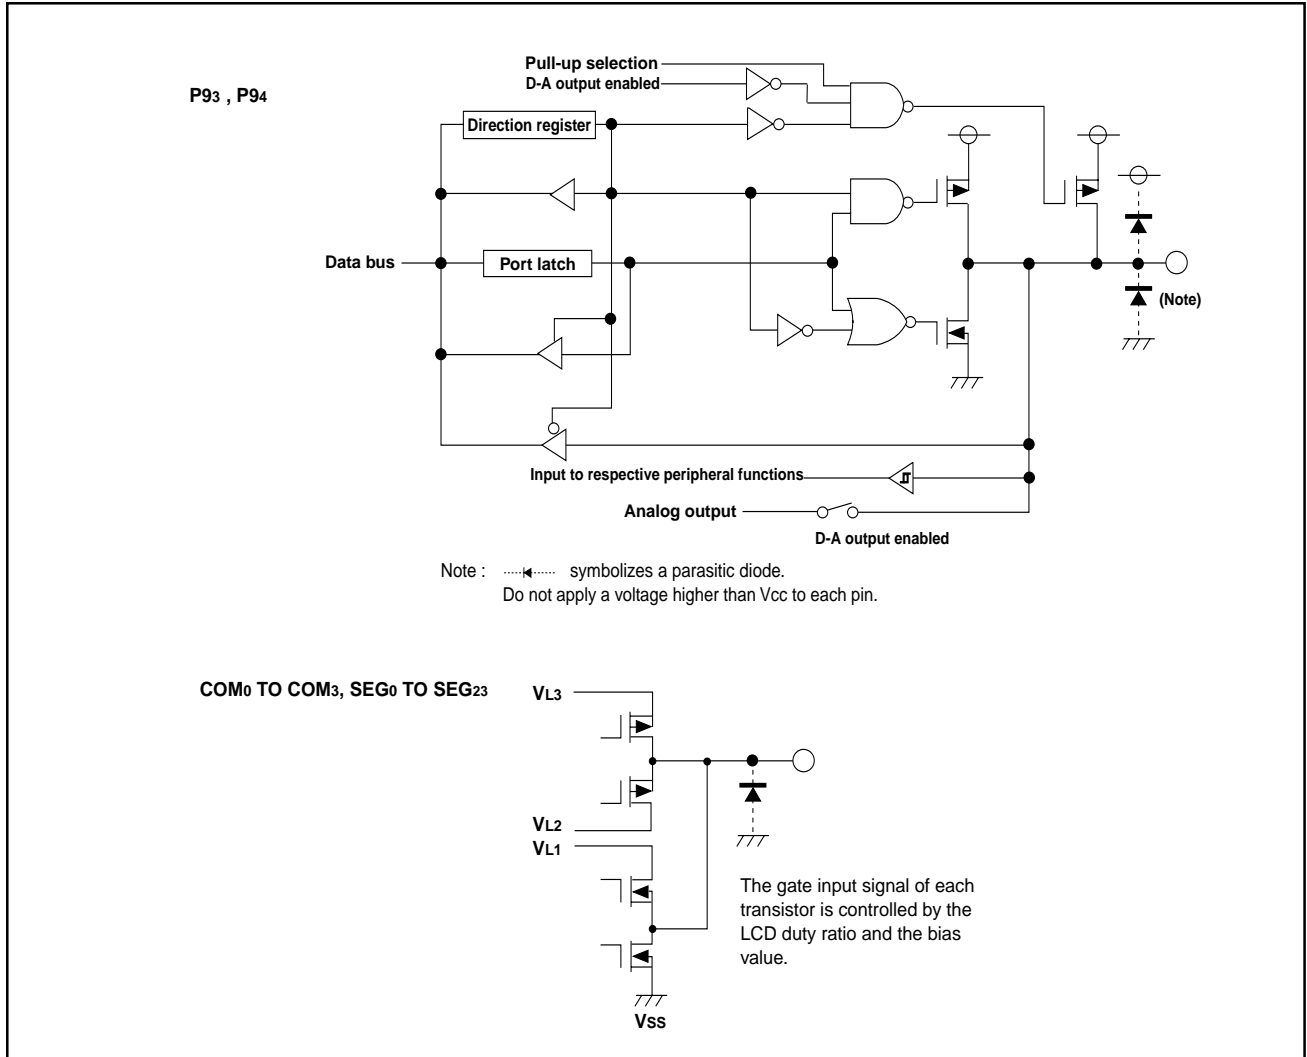 Pull-up selection
D-A output enabled
P93 , P94
Direction register
Data bus
Port latch
(Note)
Input to respective peripheral functions
Analog output
D-A output enabled
Note : symbolizes a parasitic diode.
Do not apply a voltage higher than Vcc to each pin.
COM0 TO COM3, SEG0 TO SEG23
VL3
VL2
VL1
The gate input signal of each
transistor is controlled by the
LCD duty ratio and the bias
value.
VSS